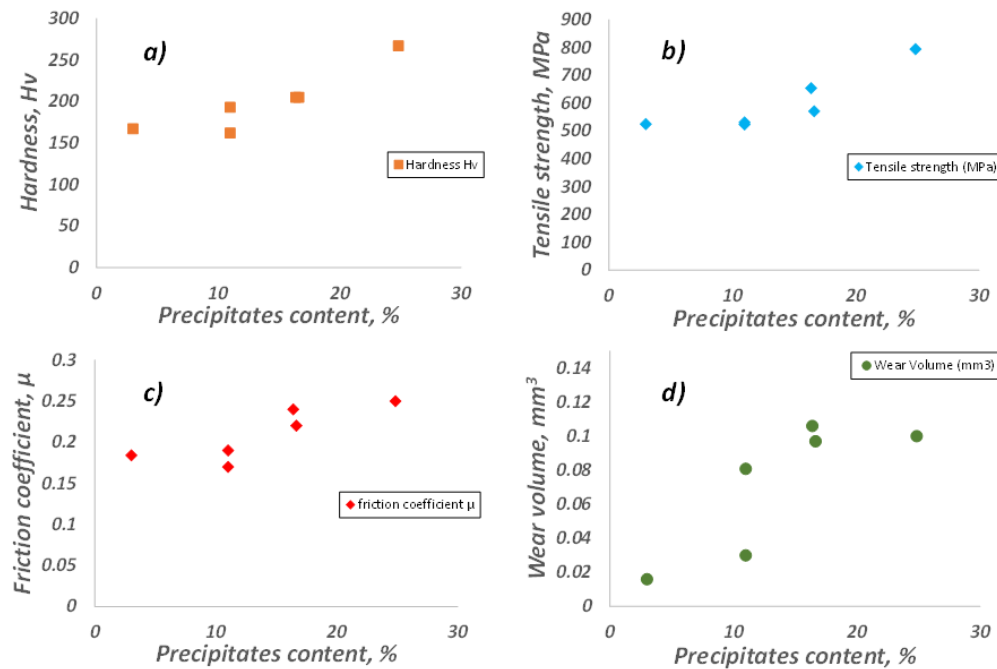 a)
Hardness, Hv
300
250
200
150
100
50
0
0 10 20 30
Precipitates content, %
Hardness Hv
b)
Tensile strength, MPa
900
800
700
600
500
400
300
200
100
0
0 10 20 30
Precipitates content, %
Tensile strength (MPa)
c)
Friction coefficient, μ
0.3
0.25
0.2
0.15
0.1
0.05
0
0 10 20 30
Precipitates content, %
friction coefficient μ
d)
Wear volume, mm³
0.14
0.12
0.1
0.08
0.06
0.04
0.02
0
0 10 20 30
Precipitates content, %
Wear Volume (mm3)